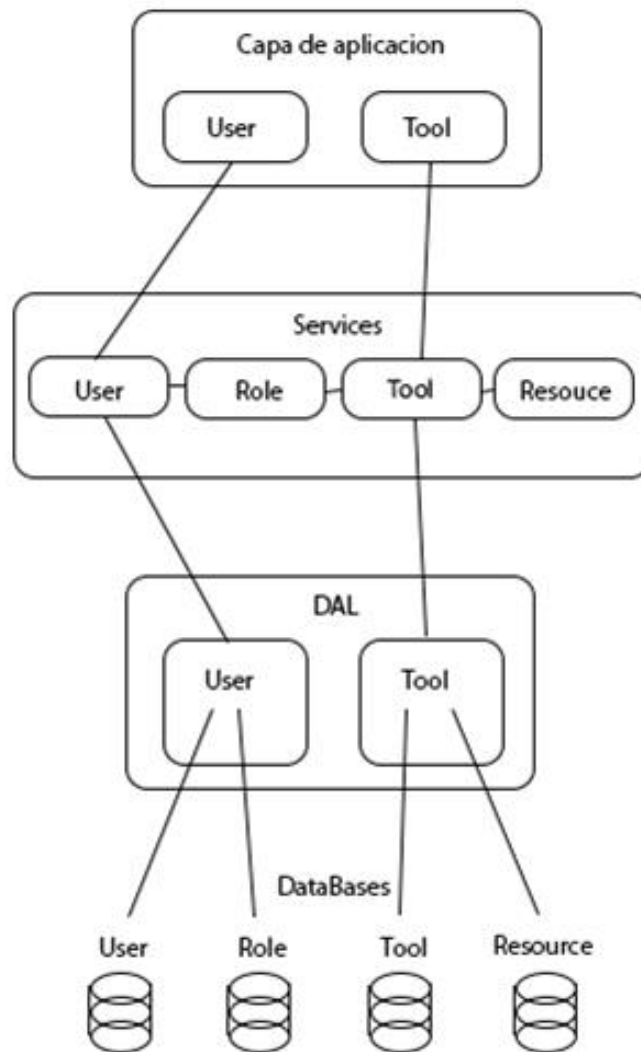 Capa de aplicacion
User Tool
Services
User Role Tool Resouce
DAL
User Tool
DataBases
User Role Tool Resource